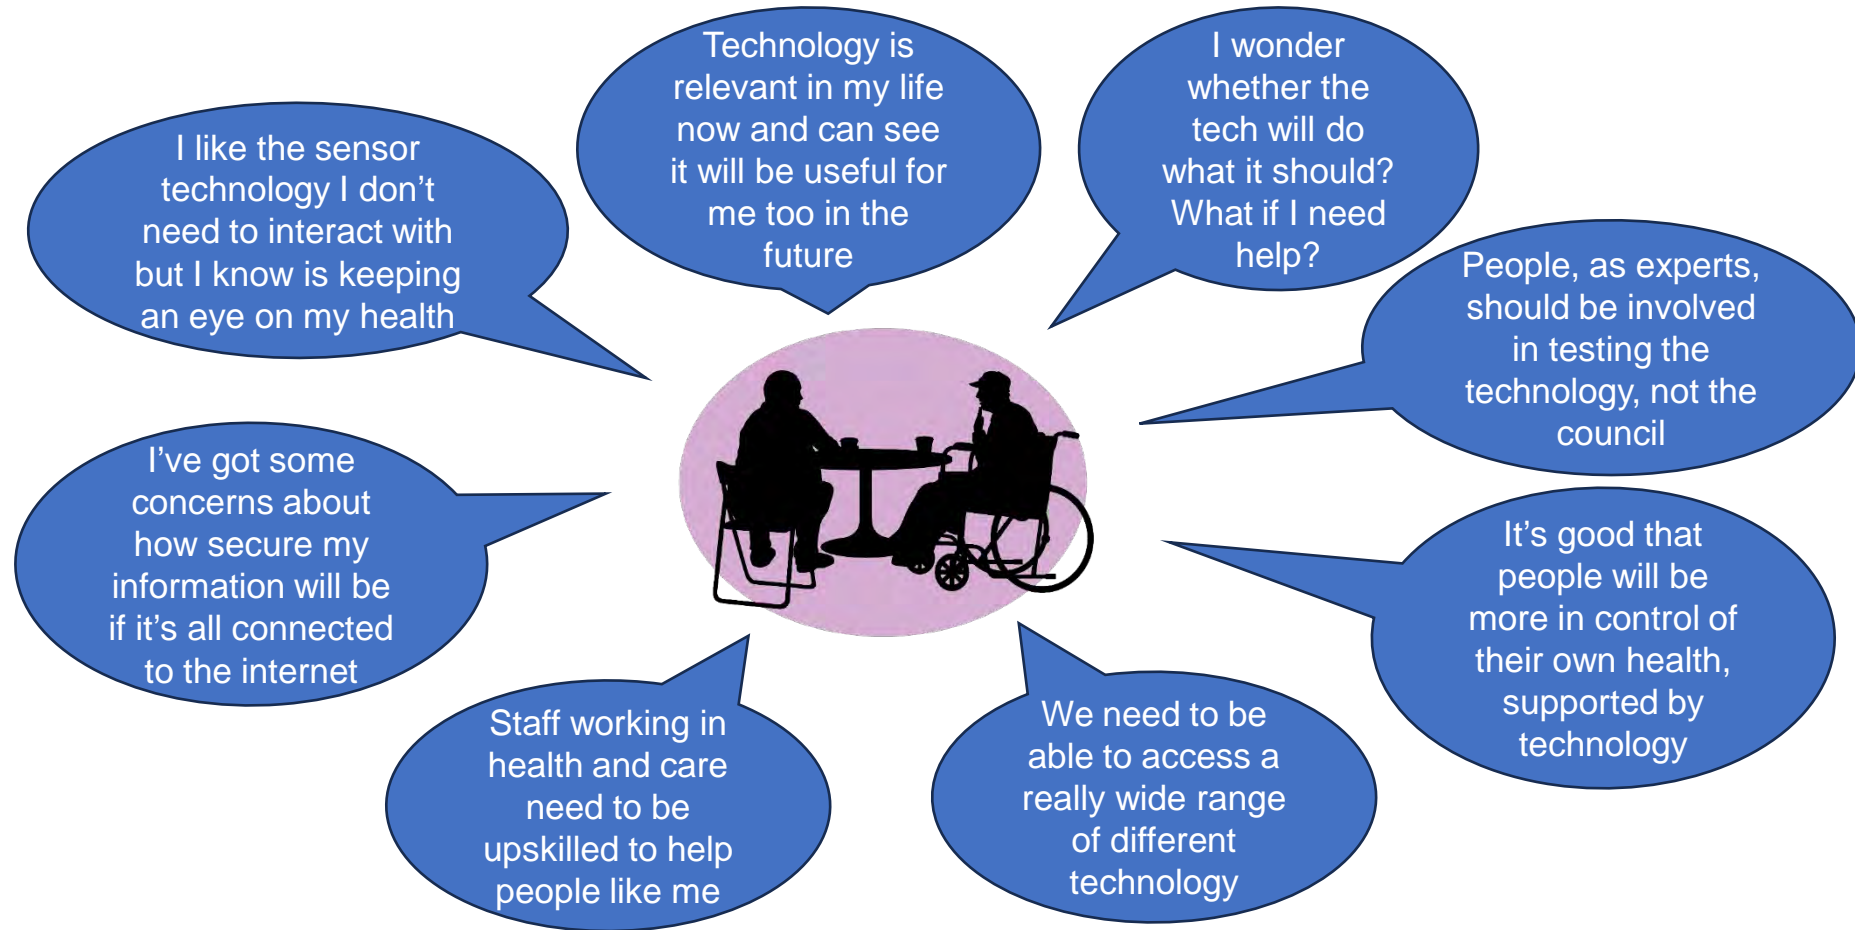 I like the sensor
technology I don’t
need to interact with
but I know is keeping
an eye on my health
Technology is
relevant in my life
now and can see
it will be useful for
me too in the
future
I wonder
whether the
tech will do
what it should?
What if I need
help?
People, as experts,
should be involved
in testing the
technology, not the
council
I’ve got some
concerns about
how secure my
information will be
if it’s all connected
to the internet
It’s good that
people will be
more in control of
their own health,
supported by
technology
Staff working in
health and care
need to be
upskilled to help
people like me
We need to be
able to access a
really wide range
of different
technology